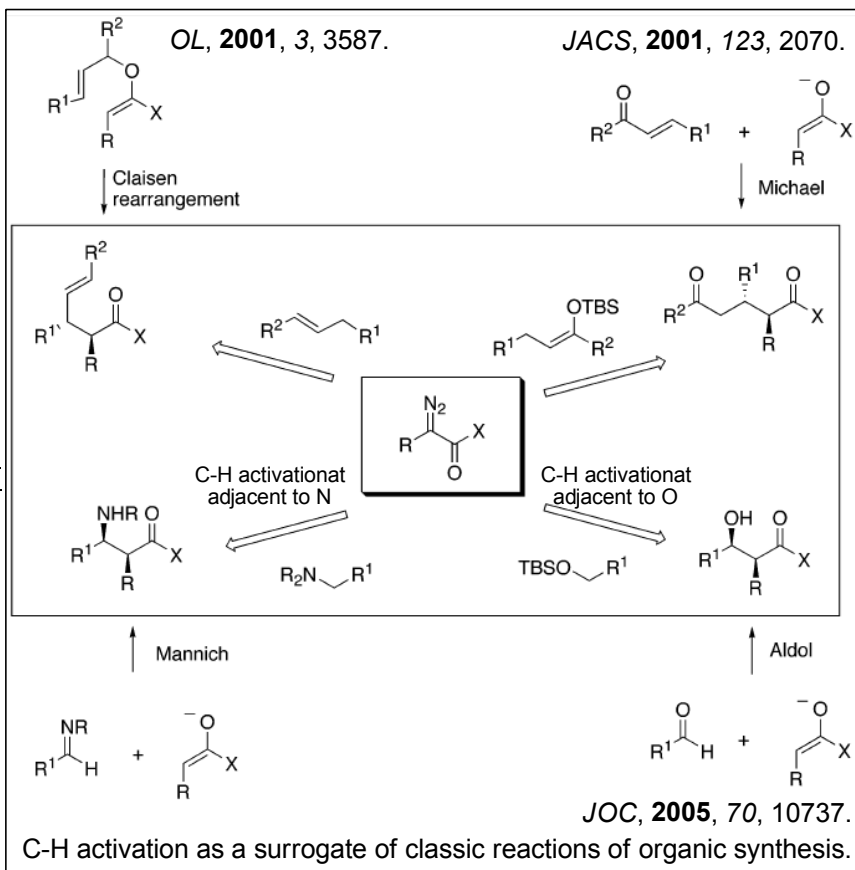 OL, 2001, 3, 3587.
JACS, 2001, 123, 2070.
R² O R¹ X R
O R² R¹ + ⁻O X R
Claisen
rearrangement
Michael
R² O R¹ X R
R² R¹
OTBS R¹ R²
O R¹ O R² X R
N₂ R X O
C-H activationat
adjacent to N
C-H activationat
adjacent to O
NHR O R¹ X R
R₂N R¹
TBSO R¹
OH O R¹ X R
Mannich
Aldol
NR R¹ H + ⁻O X R
O R¹ H + ⁻O X R
JOC, 2005, 70, 10737.
C-H activation as a surrogate of classic reactions of organic synthesis.